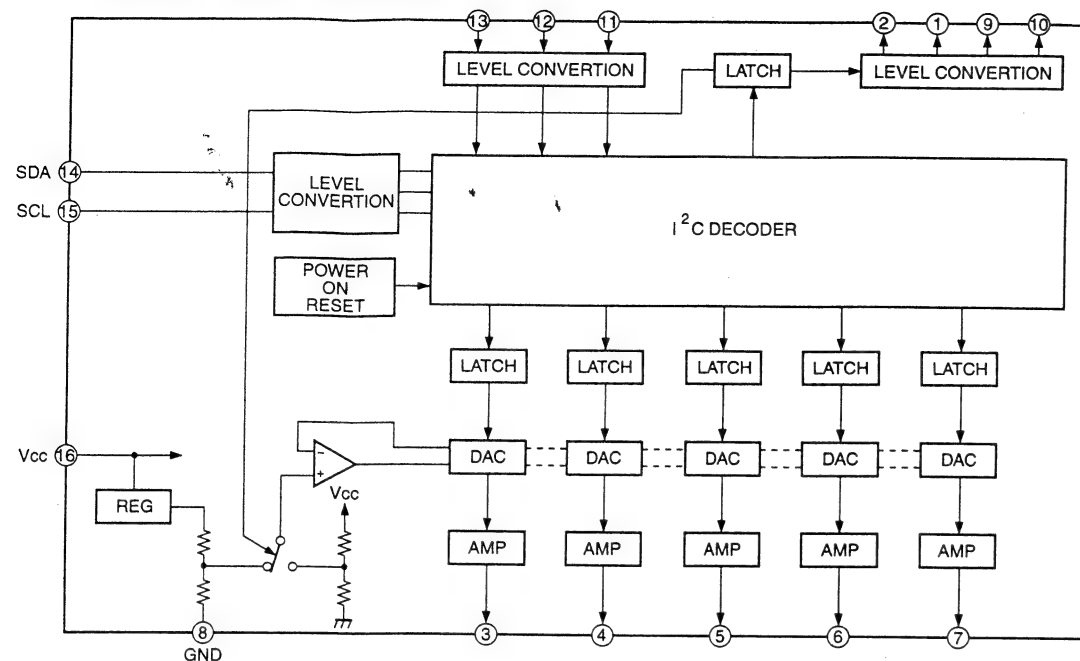 13 12 11 2 1 9 10
LEVEL CONVERTION
LATCH
LEVEL CONVERTION
SDA 14
SCL 15
LEVEL
CONVERTION
I²C DECODER
POWER
ON
RESET
LATCH LATCH LATCH LATCH LATCH
Vcc 16
-
+
DAC DAC DAC DAC DAC
REG
Vcc
AMP AMP AMP AMP AMP
8 3 4 5 6 7
GND